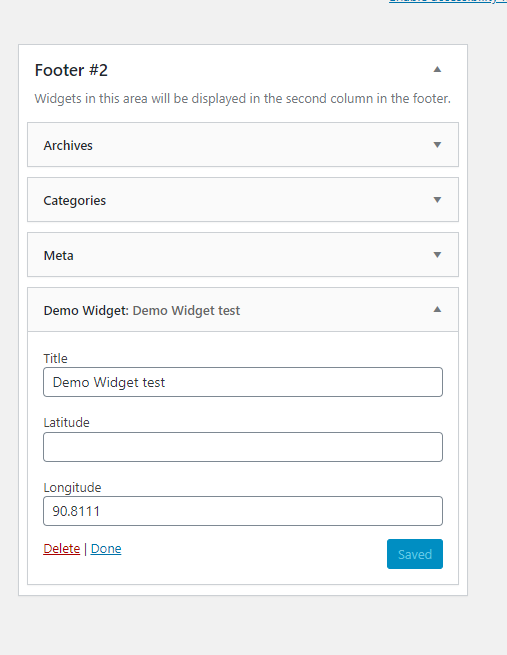 Footer #2
Widgets in this area will be displayed in the second column in the footer.
Archives
Categories
Meta
Demo Widget: Demo Widget test
Title
Demo Widget test
Latitude
Longitude
90.8111
Delete | Done
Saved